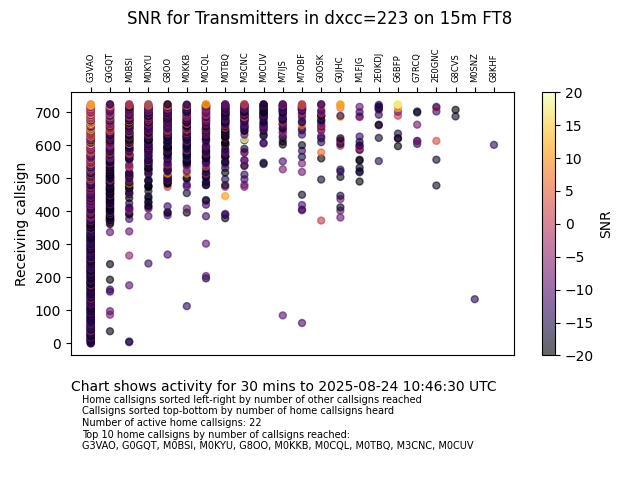 SNR for Transmitters in dxcc=223 on 15m FT8
G3VAO G0GQT M0BSI M0KYU G8OO M0KKB M0CQL M0TBQ M3CNC M0CUV M7IJS M7OBF G0OSK G0JHC M1FJG 2E0KDJ G6BFP G7RCQ 2E0GNC G8CVS M0SNZ G8KHF
700
600
500
400
300
200
100
0
Receiving callsign
20
15
10
5
0
−5
−10
−15
−20
SNR
Chart shows activity for 30 mins to 2025-08-24 10:46:30 UTC
Home callsigns sorted left-right by number of other callsigns reached
Callsigns sorted top-bottom by number of home callsigns heard
Number of active home callsigns: 22
Top 10 home callsigns by number of callsigns reached:
G3VAO, G0GQT, M0BSI, M0KYU, G8OO, M0KKB, M0CQL, M0TBQ, M3CNC, M0CUV